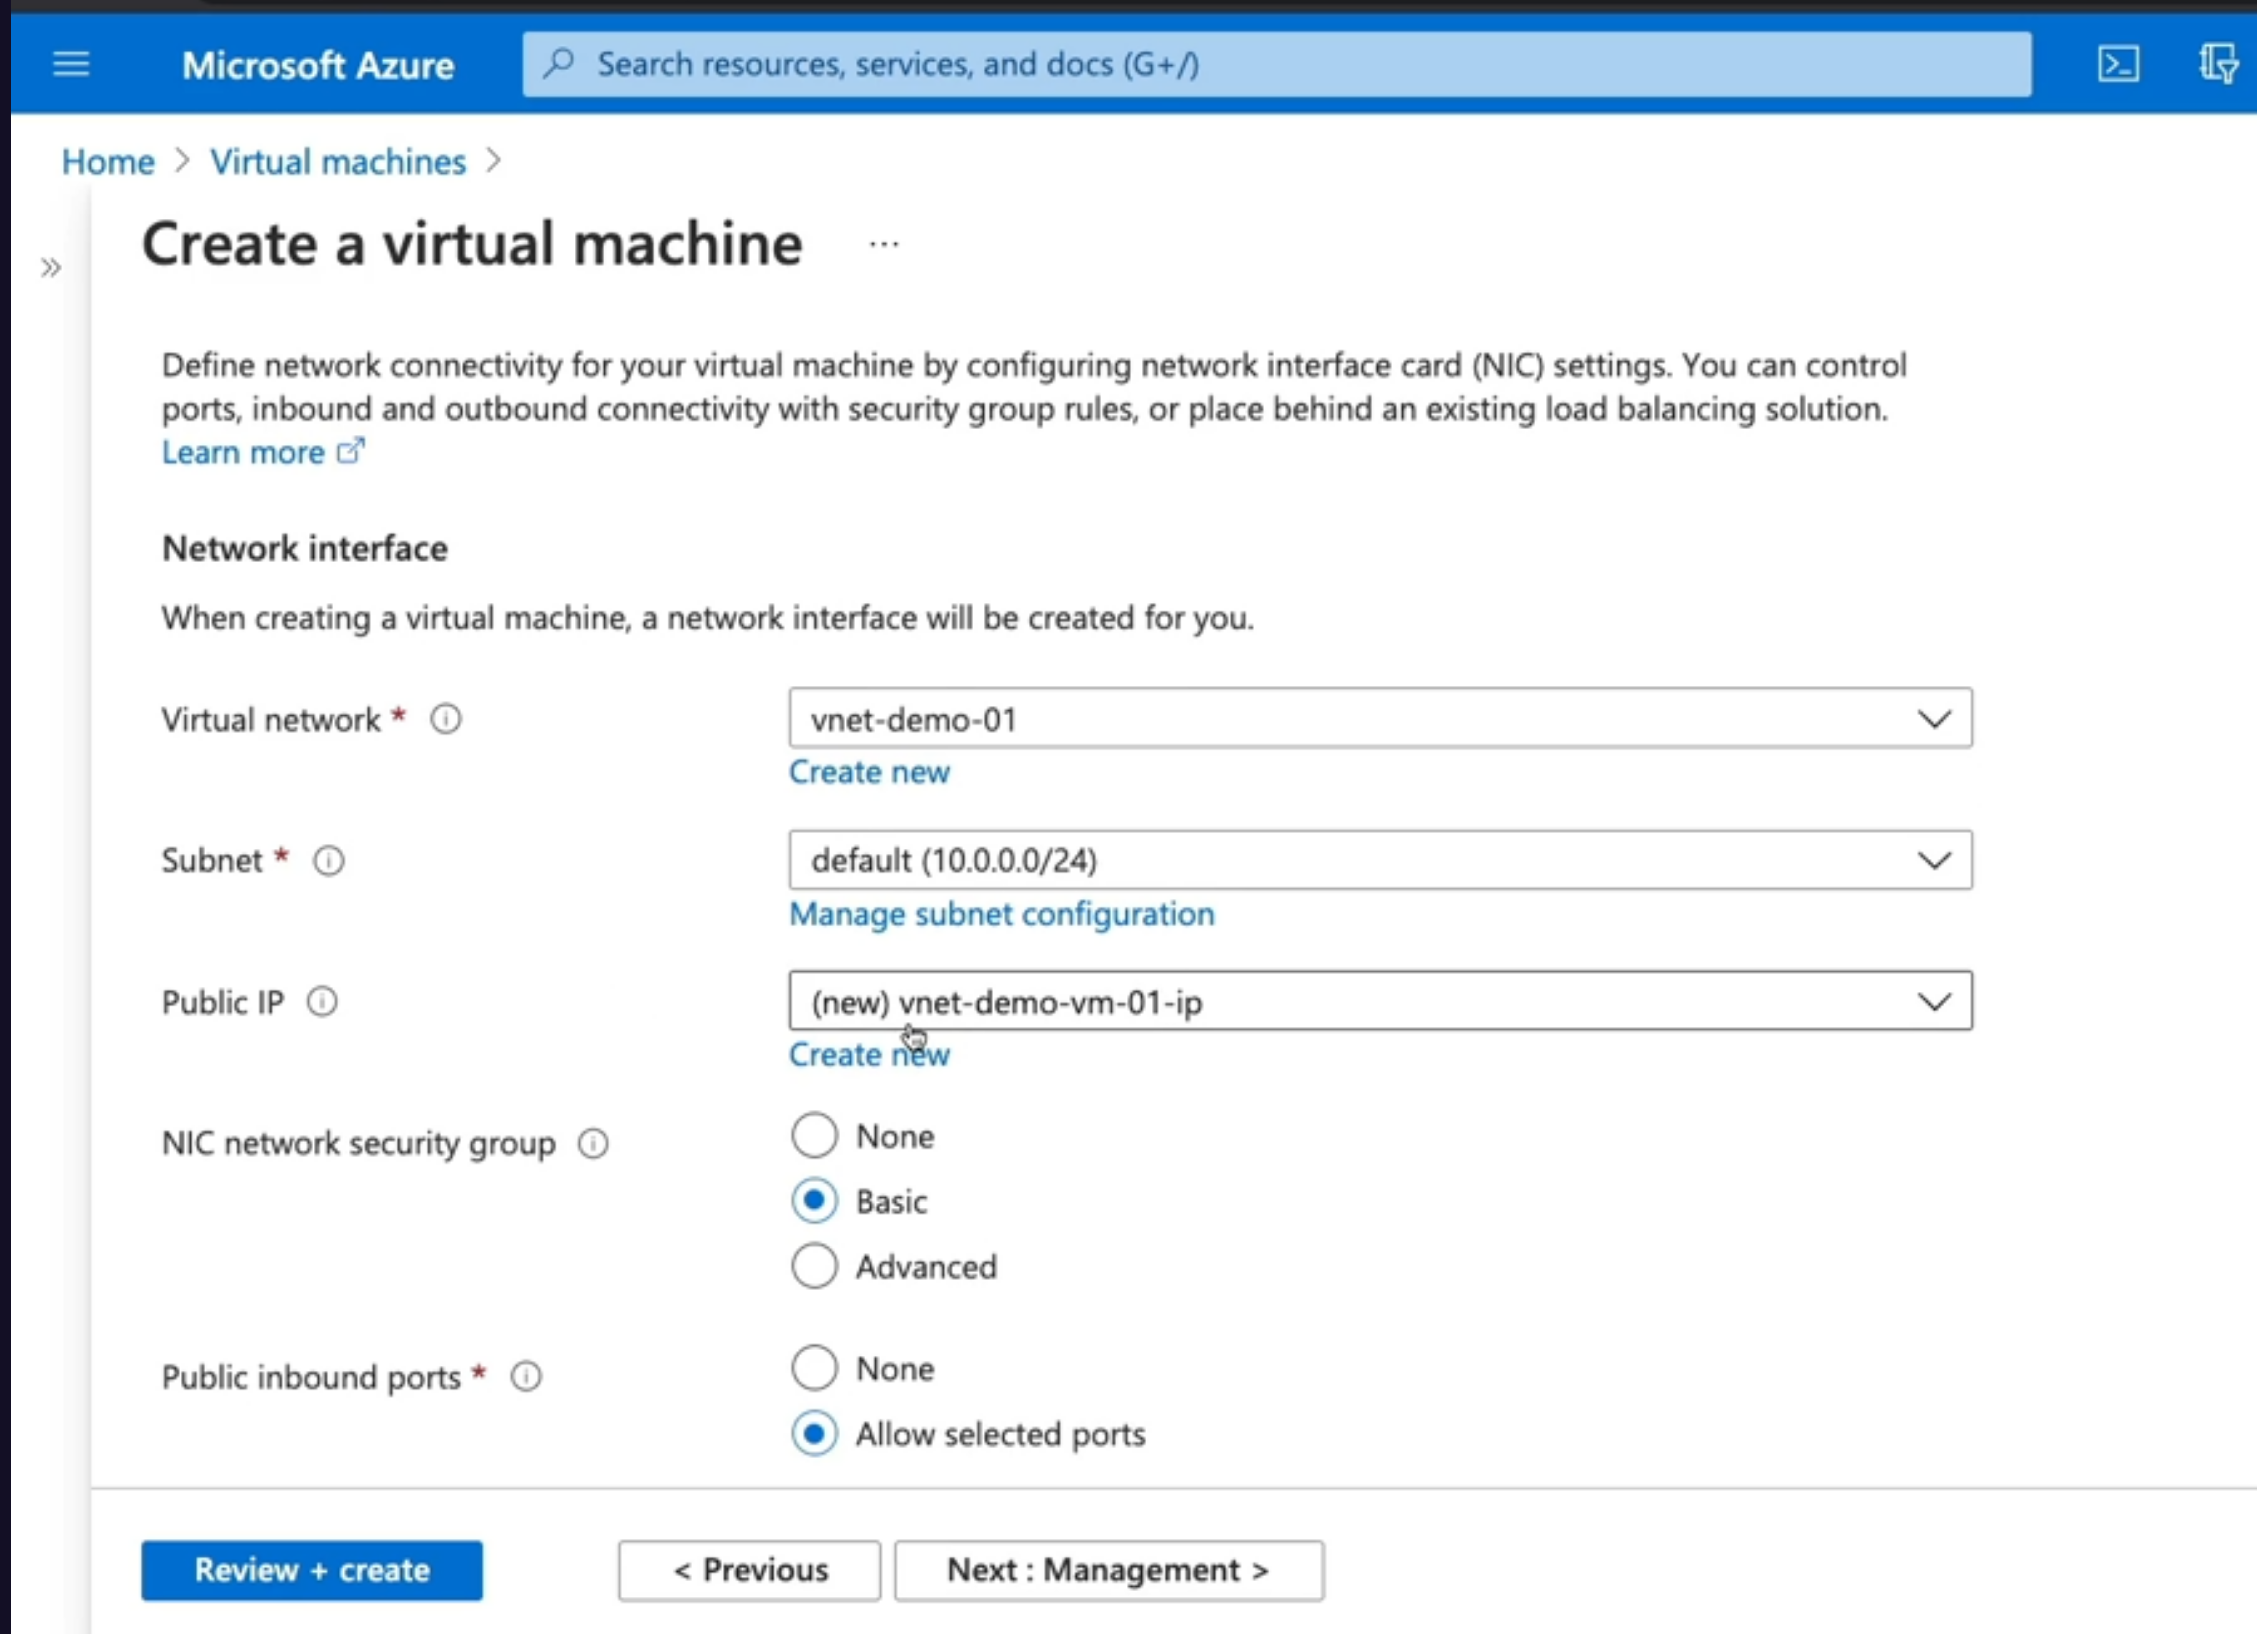 Microsoft Azure
Search resources, services, and docs (G+/)
Home > Virtual machines >
Create a virtual machine ...
Define network connectivity for your virtual machine by configuring network interface card (NIC) settings. You can control
ports, inbound and outbound connectivity with security group rules, or place behind an existing load balancing solution.
Learn more
Network interface
When creating a virtual machine, a network interface will be created for you.
Virtual network *
vnet-demo-01
Create new
Subnet *
default (10.0.0.0/24)
Manage subnet configuration
Public IP
(new) vnet-demo-vm-01-ip
Create new
NIC network security group
None
Basic
Advanced
Public inbound ports *
None
Allow selected ports
Review + create
< Previous
Next : Management >